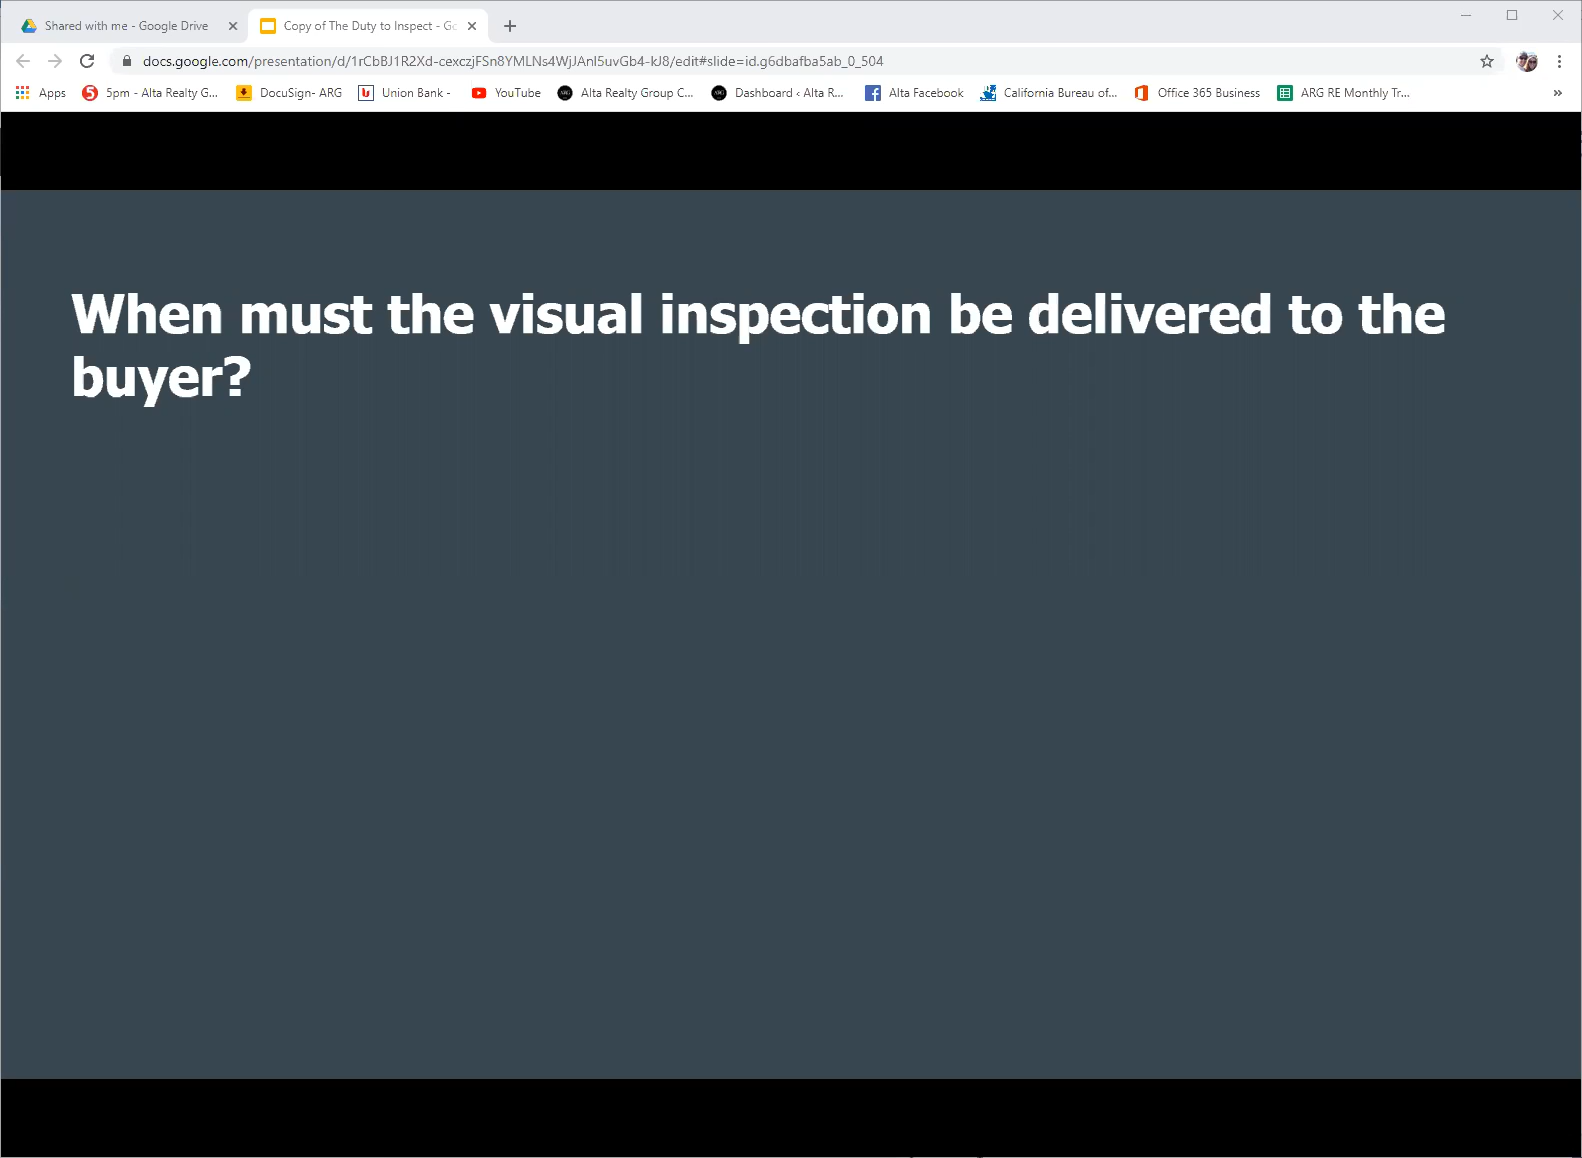 Shared with me - Google Drive
Copy of The Duty to Inspect - Go
docs.google.com/presentation/d/1rCbBJ1R2Xd-cexczjFSn8YMLNs4WjJAnI5uvGb4-kJ8/edit#slide=id.g6dbafba5ab_0_504
Apps 5pm - Alta Realty G... DocuSign- ARG Union Bank - YouTube Alta Realty Group C... Dashboard ‹ Alta R... Alta Facebook California Bureau of... Office 365 Business ARG RE Monthly Tr... »
When must the visual inspection be delivered to the
buyer?